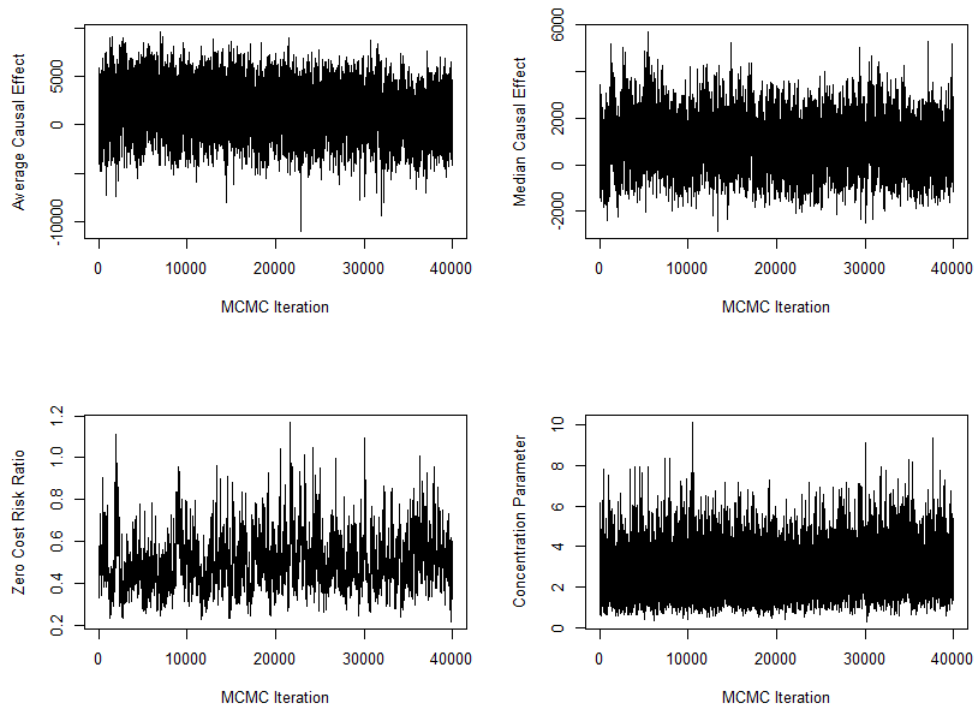 Average Causal Effect
5000
0
-10000
0 10000 20000 30000 40000
MCMC Iteration
Median Causal Effect
6000
2000
0
-2000
0 10000 20000 30000 40000
MCMC Iteration
Zero Cost Risk Ratio
1.2
1.0
0.8
0.6
0.4
0.2
0 10000 20000 30000 40000
MCMC Iteration
Concentration Parameter
10
8
6
4
2
0
0 10000 20000 30000 40000
MCMC Iteration